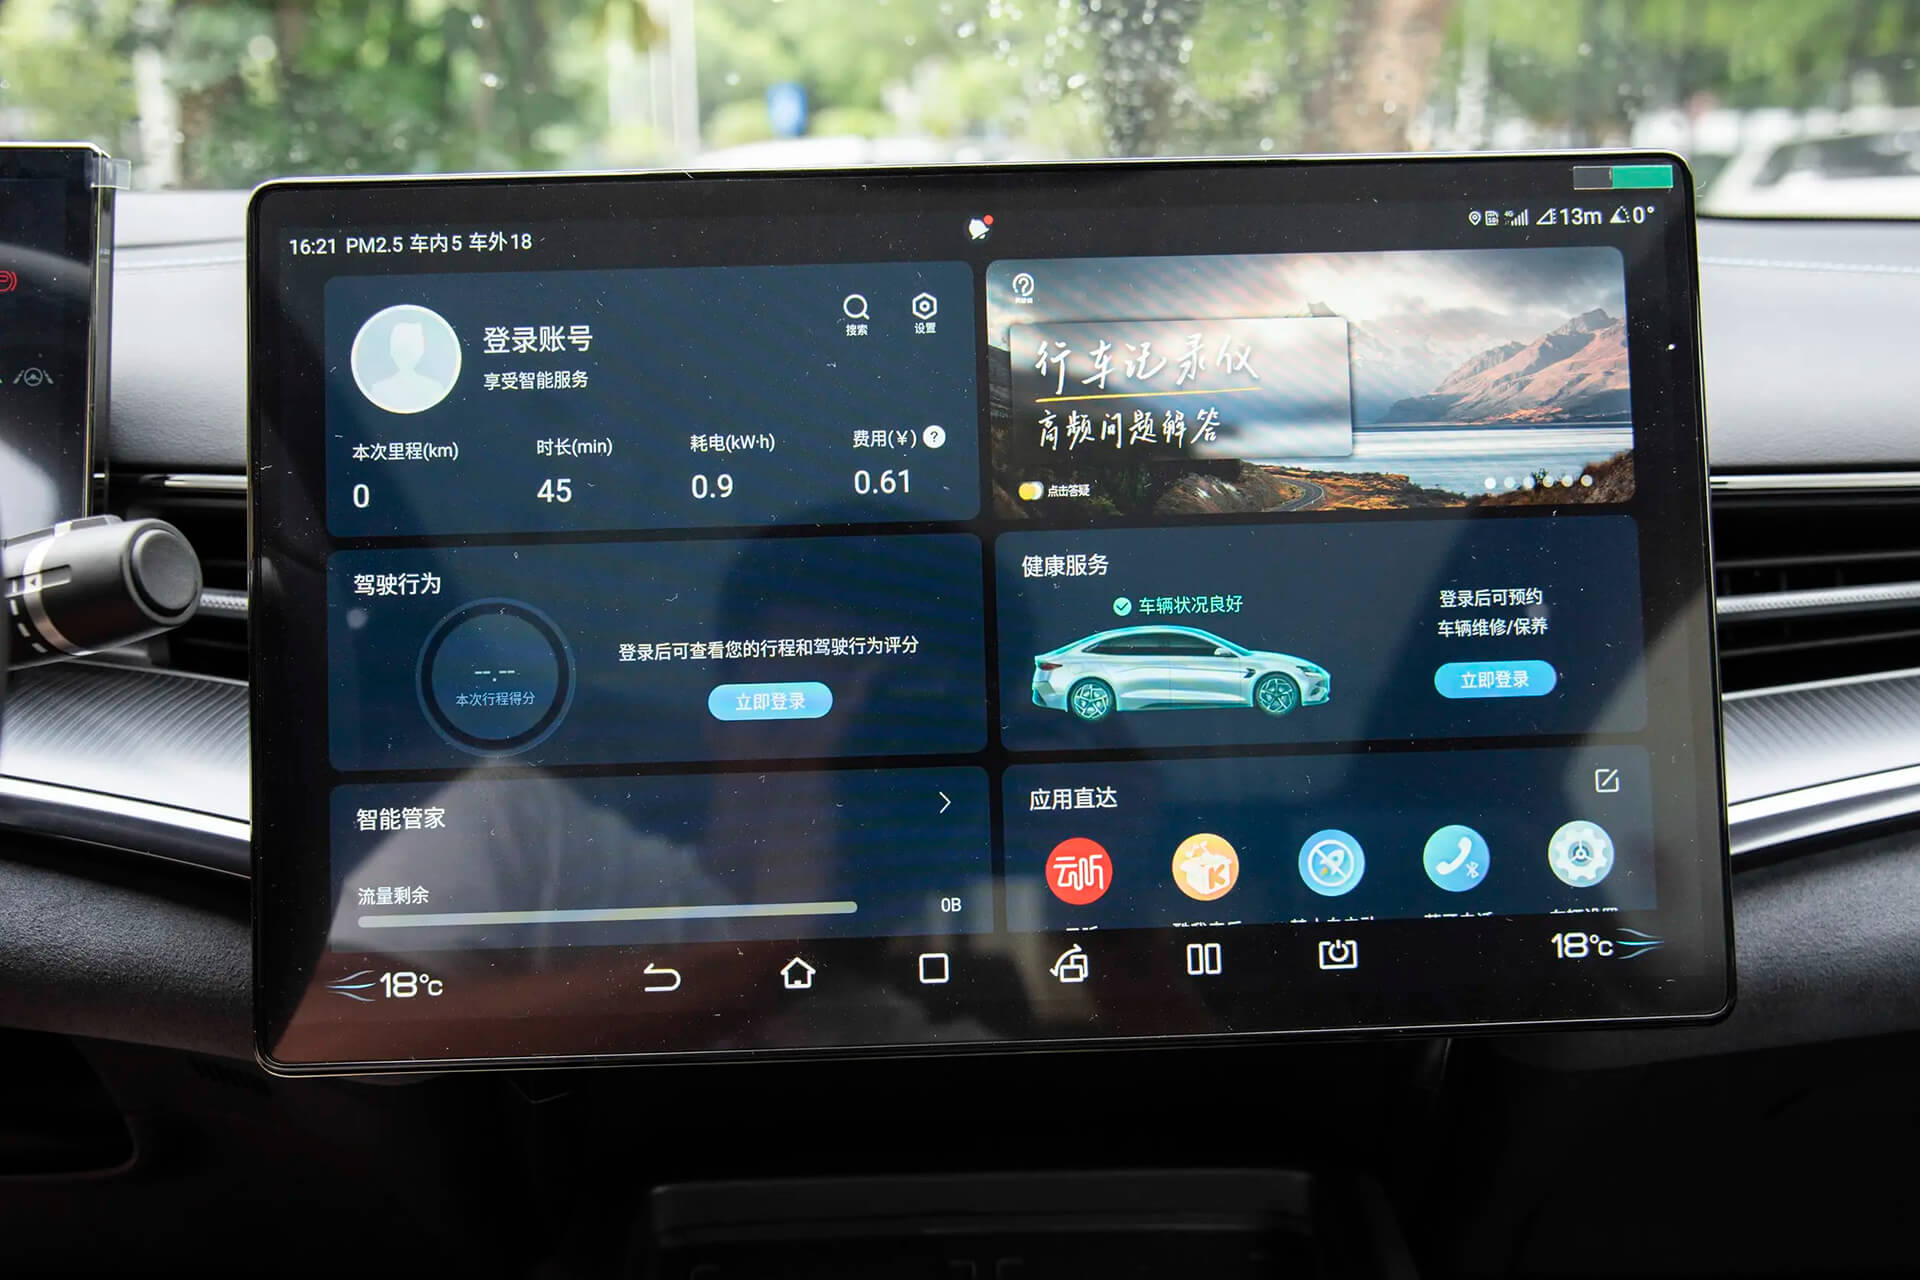 16:21 PM2.5 车内5 车外18
13m 0°
登录账号
享受智能服务
搜索
设置
本次里程(km)
时长(min)
耗电(kW·h)
费用(¥) ?
0
45
0.9
0.61
行车记录仪
高频问题解答
点击答疑
驾驶行为
--.--
本次行程得分
登录后可查看您的行程和驾驶行为评分
立即登录
健康服务
车辆状况良好
登录后可预约
车辆维修/保养
立即登录
智能管家
流量剩余
0B
应用直达
云听
K
18°C
18°C